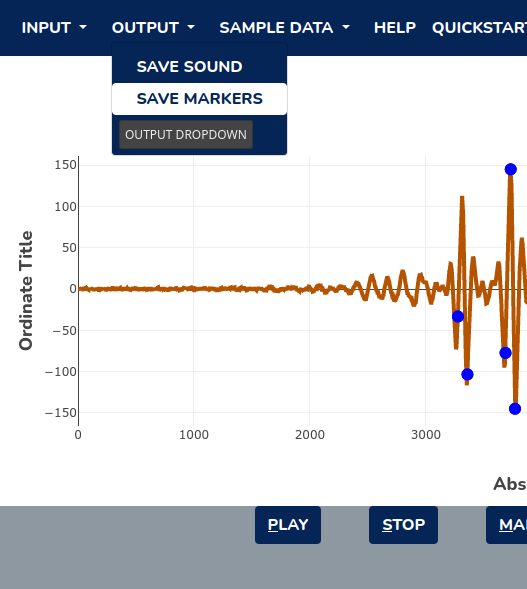 INPUT OUTPUT SAMPLE DATA HELP QUICKSTART
SAVE SOUND
SAVE MARKERS
OUTPUT DROPDOWN
150
100
50
0
−50
−100
−150
Ordinate Title
0 1000 2000 3000
Abs
PLAY STOP MA